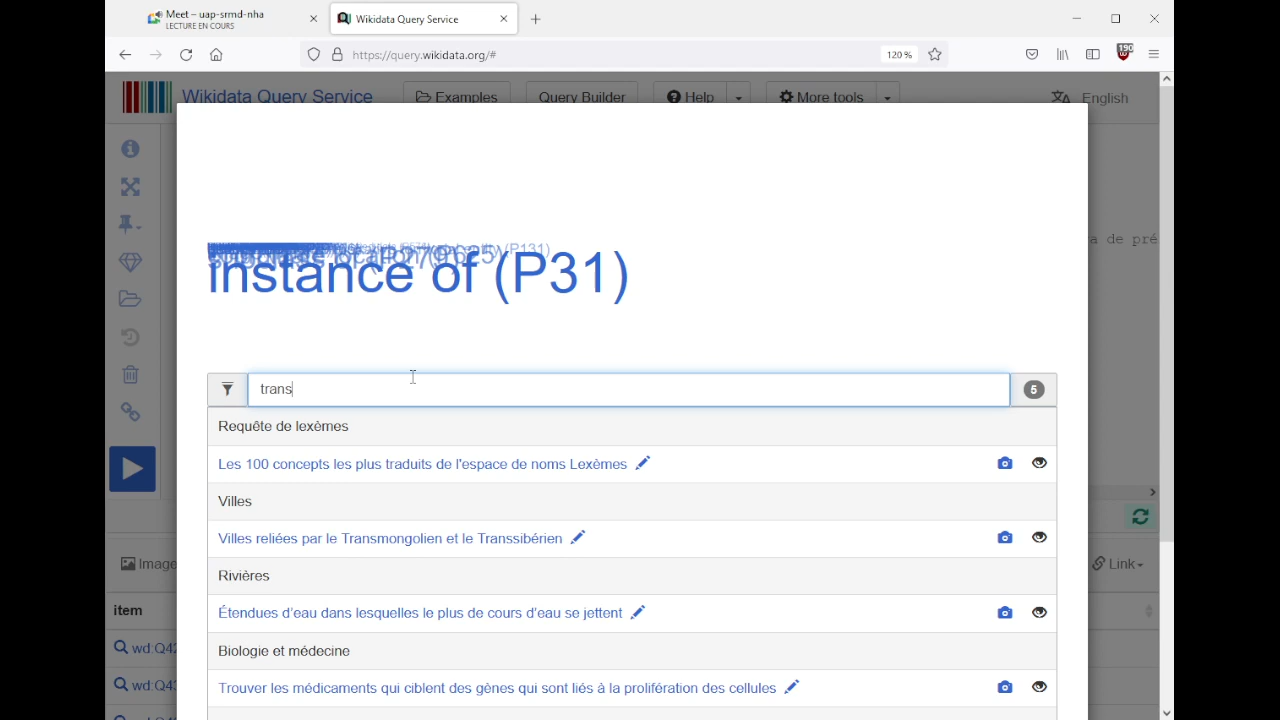 Meet – uap-srmd-nha
LECTURE EN COURS
Wikidata Query Service
https://query.wikidata.org/#
120 %
190
Wikidata Query Service
Examples
Query Builder
Help
More tools
English
a de pré
(P131)
instance of (P31)
trans
5
Requête de lexèmes
Les 100 concepts les plus traduits de l'espace de noms Lexèmes
Villes
Villes reliées par le Transmongolien et le Transsibérien
Rivières
Étendues d'eau dans lesquelles le plus de cours d'eau se jettent
Biologie et médecine
Trouver les médicaments qui ciblent des gênes qui sont liés à la prolifération des cellules
Image
Link
item
wd:Q42
wd:Q43